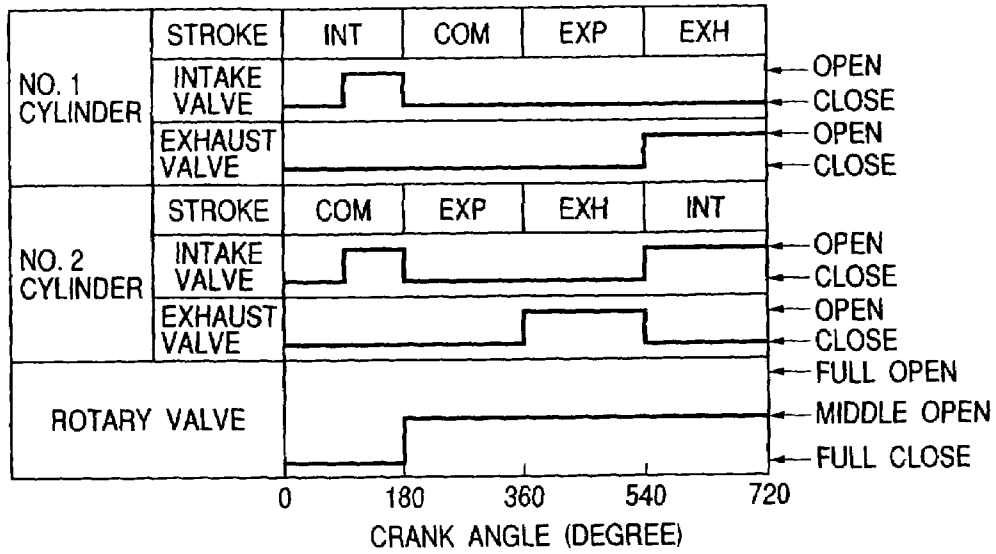 STROKE INT COM EXP EXH
NO. 1
CYLINDER
INTAKE
VALVE
OPEN
CLOSE
EXHAUST
VALVE
OPEN
CLOSE
STROKE COM EXP EXH INT
NO. 2
CYLINDER
INTAKE
VALVE
OPEN
CLOSE
EXHAUST
VALVE
OPEN
CLOSE
ROTARY VALVE
FULL OPEN
MIDDLE OPEN
FULL CLOSE
0 180 360 540 720
CRANK ANGLE (DEGREE)